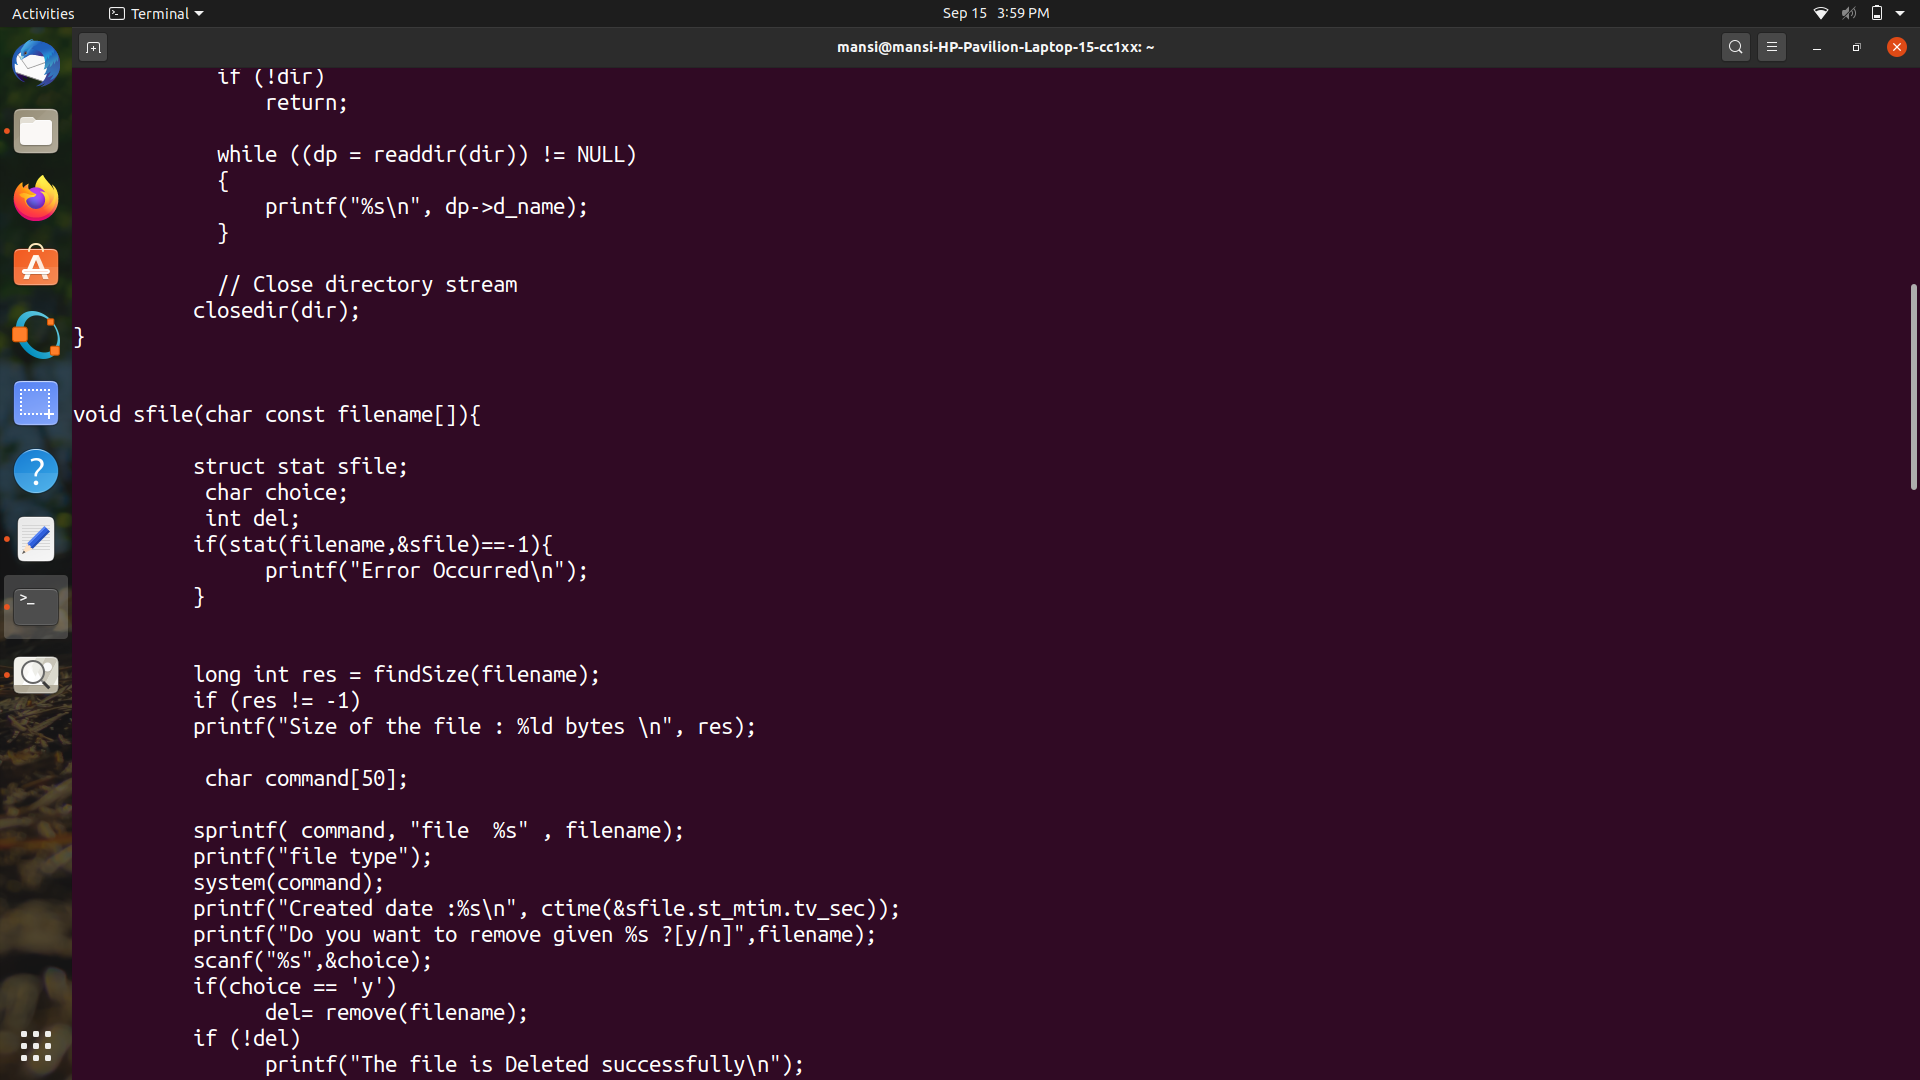 Activities
Terminal
Sep 15 3:59 PM
mansi@mansi-HP-Pavilion-Laptop-15-cc1xx: ~
if (!dir)
return;
while ((dp = readdir(dir)) != NULL)
{
printf("%s\n", dp->d_name);
}
// Close directory stream
closedir(dir);
}
void sfile(char const filename[]){
struct stat sfile;
char choice;
int del;
if(stat(filename,&sfile)==-1){
printf("Error Occurred\n");
}
long int res = findSize(filename);
if (res != -1)
printf("Size of the file : %ld bytes \n", res);
char command[50];
sprintf( command, "file  %s" , filename);
printf("file type");
system(command);
printf("Created date :%s\n", ctime(&sfile.st_mtim.tv_sec));
printf("Do you want to remove given %s ?[y/n]",filename);
scanf("%s",&choice);
if(choice == 'y')
del= remove(filename);
if (!del)
printf("The file is Deleted successfully\n");